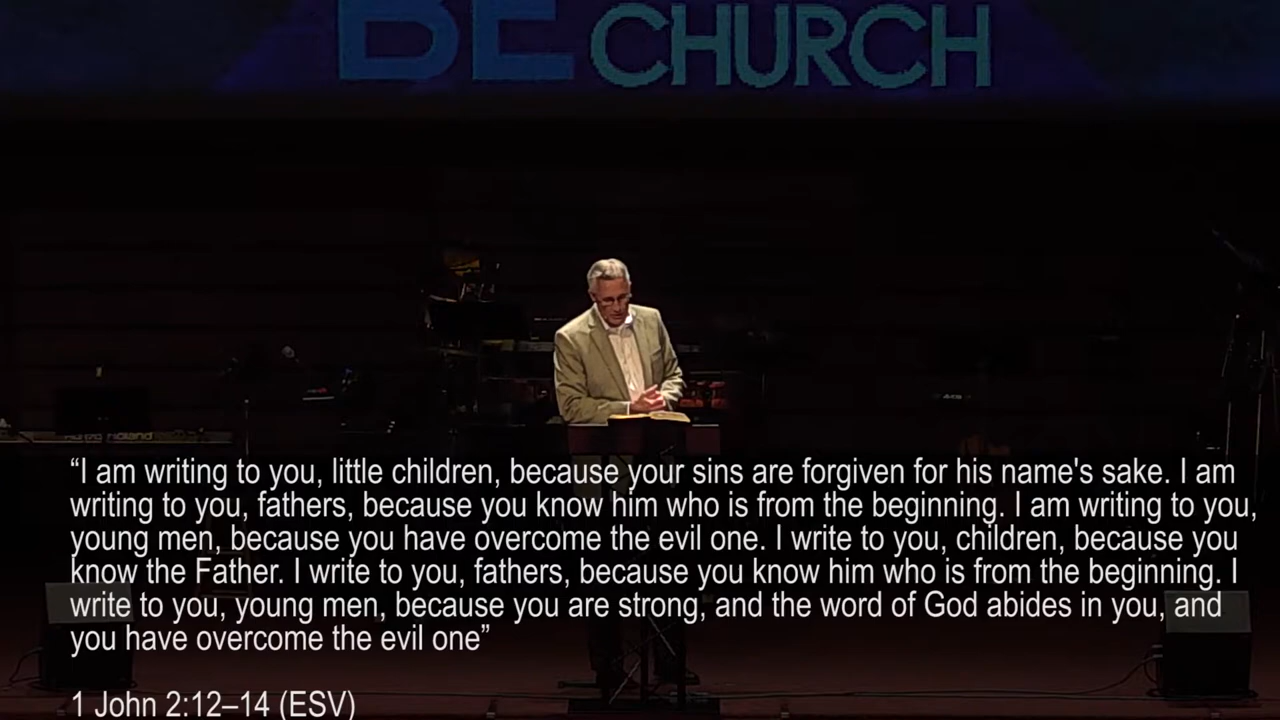 BE CHURCH
“I am writing to you, little children, because your sins are forgiven for his name's sake. I am
writing to you, fathers, because you know him who is from the beginning. I am writing to you,
young men, because you have overcome the evil one. I write to you, children, because you
know the Father. I write to you, fathers, because you know him who is from the beginning. I
write to you, young men, because you are strong, and the word of God abides in you, and
you have overcome the evil one”
1 John 2:12–14 (ESV)